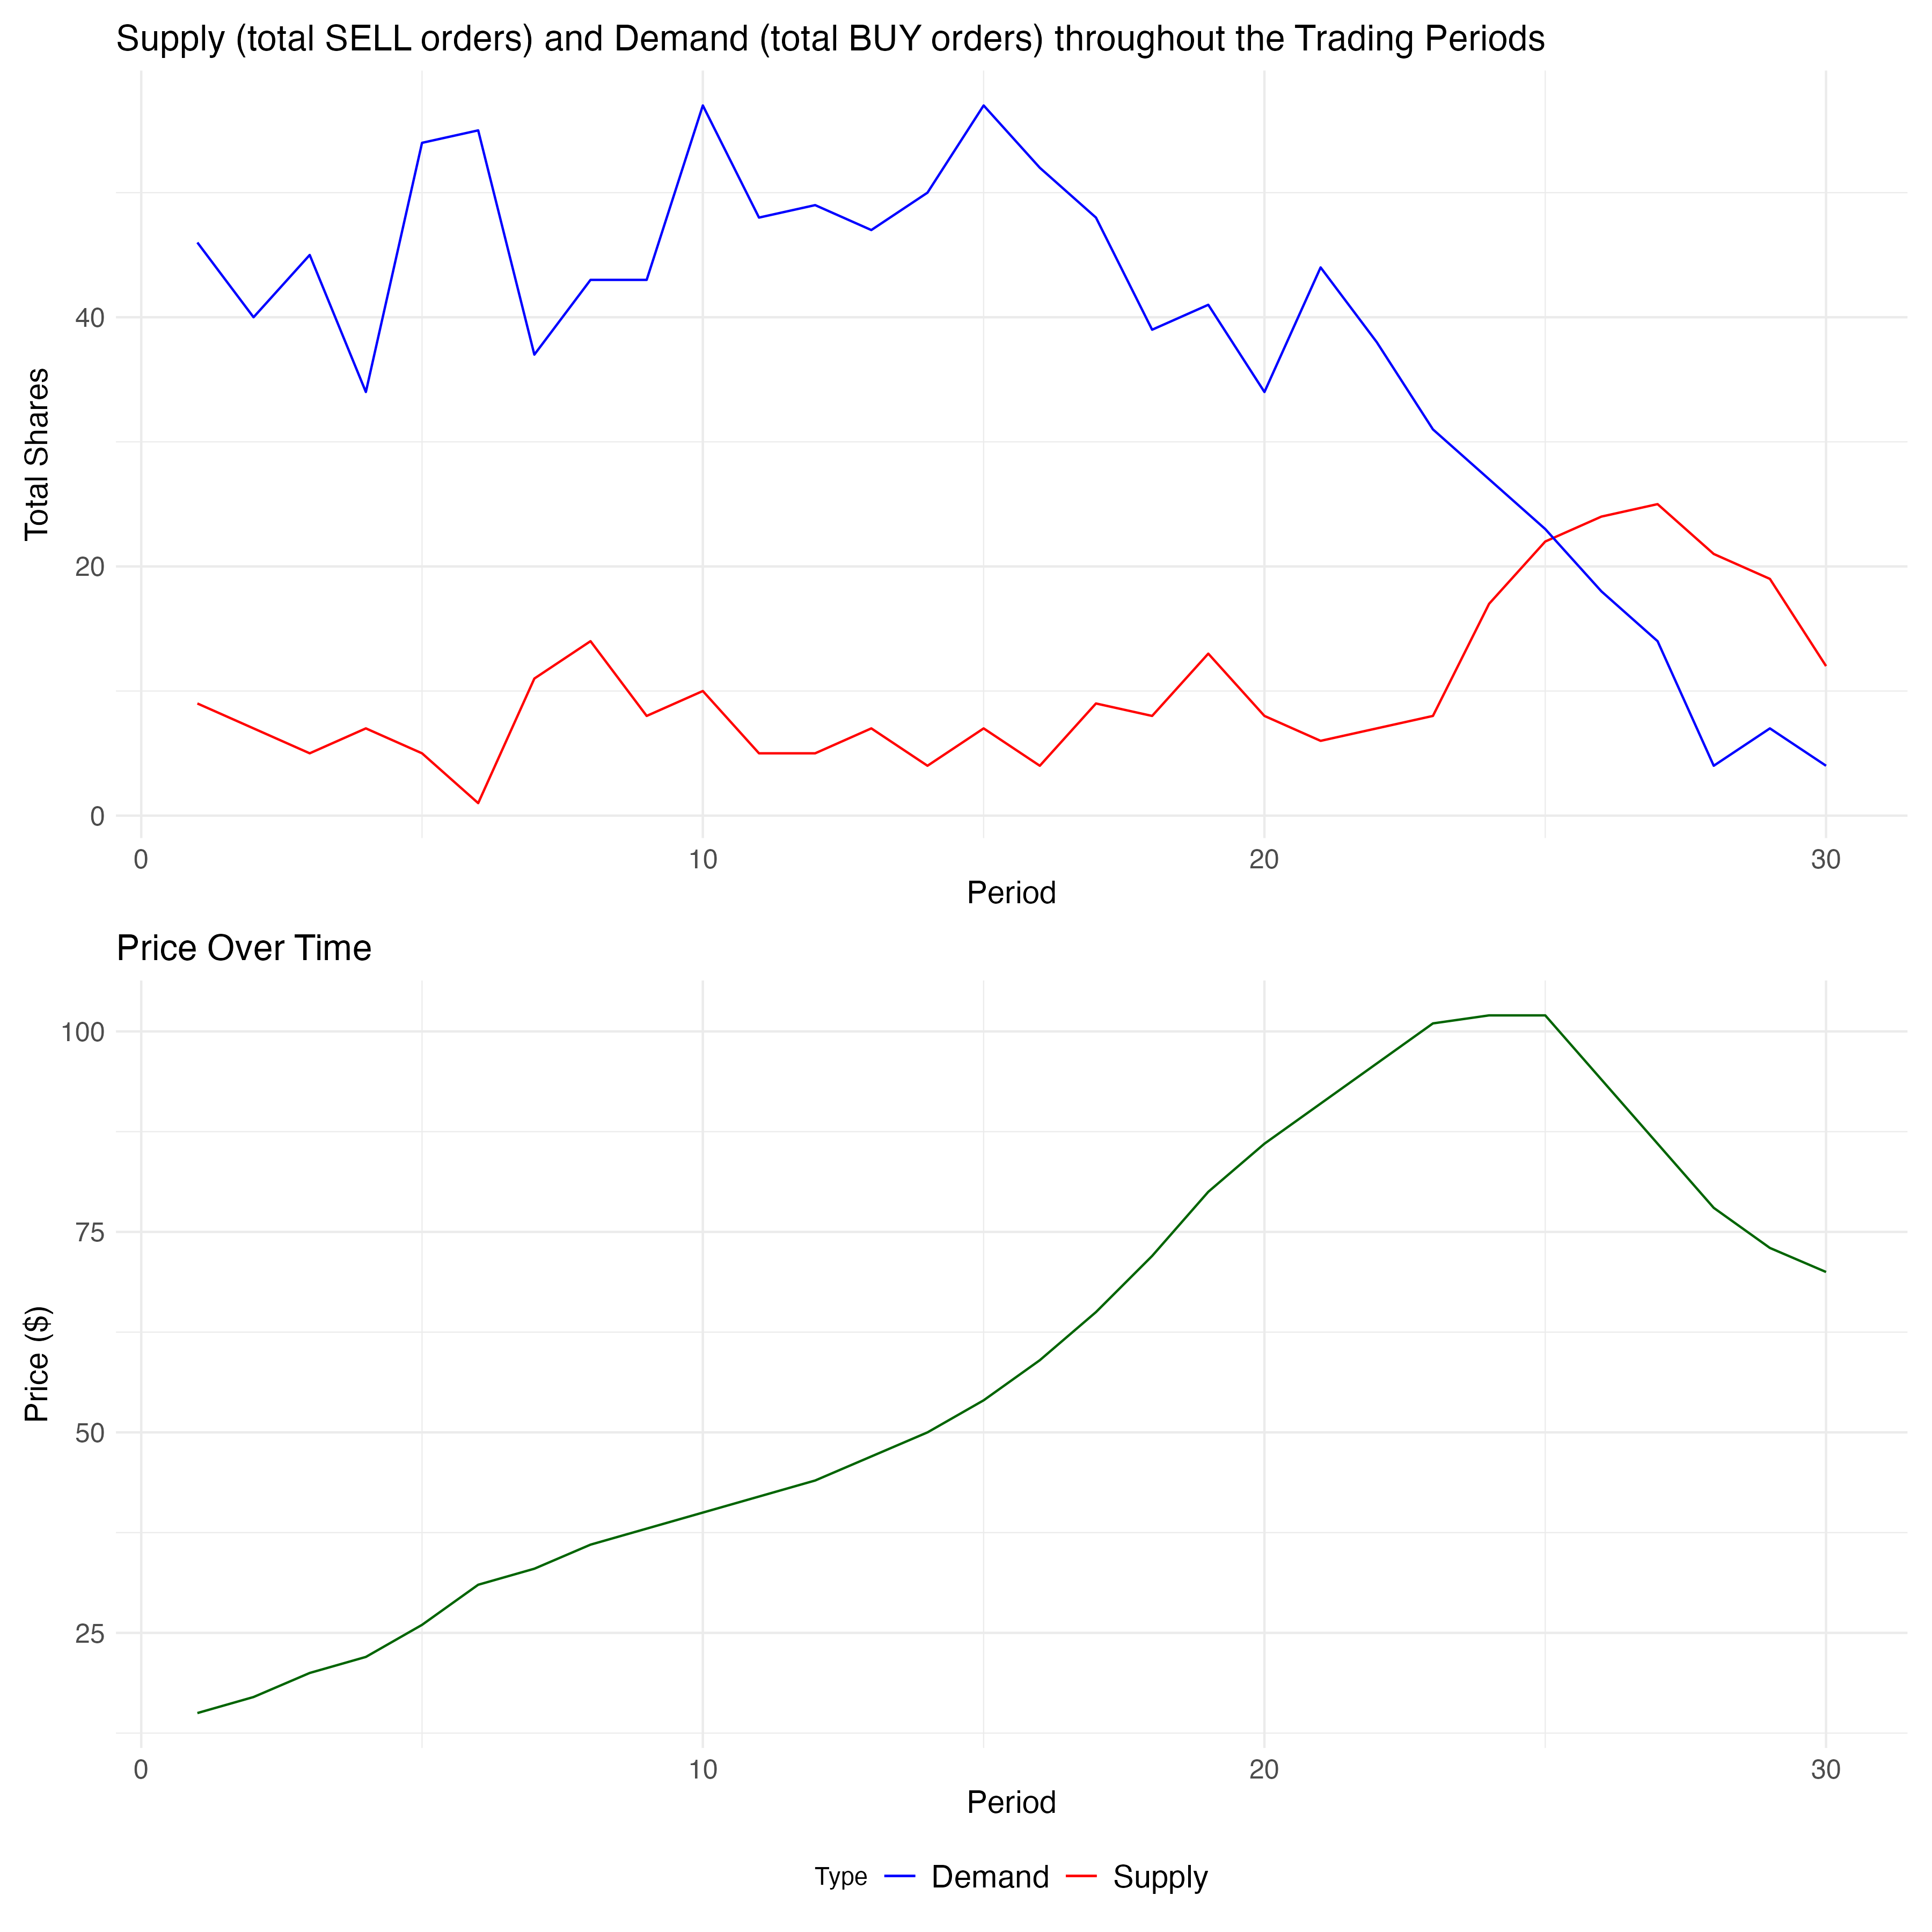 Supply (total SELL orders) and Demand (total BUY orders) throughout the Trading Periods
Total Shares
40
20
0
0 10 20 30
Period
Price Over Time
Price ($)
100
75
50
25
0 10 20 30
Period
Type Demand Supply